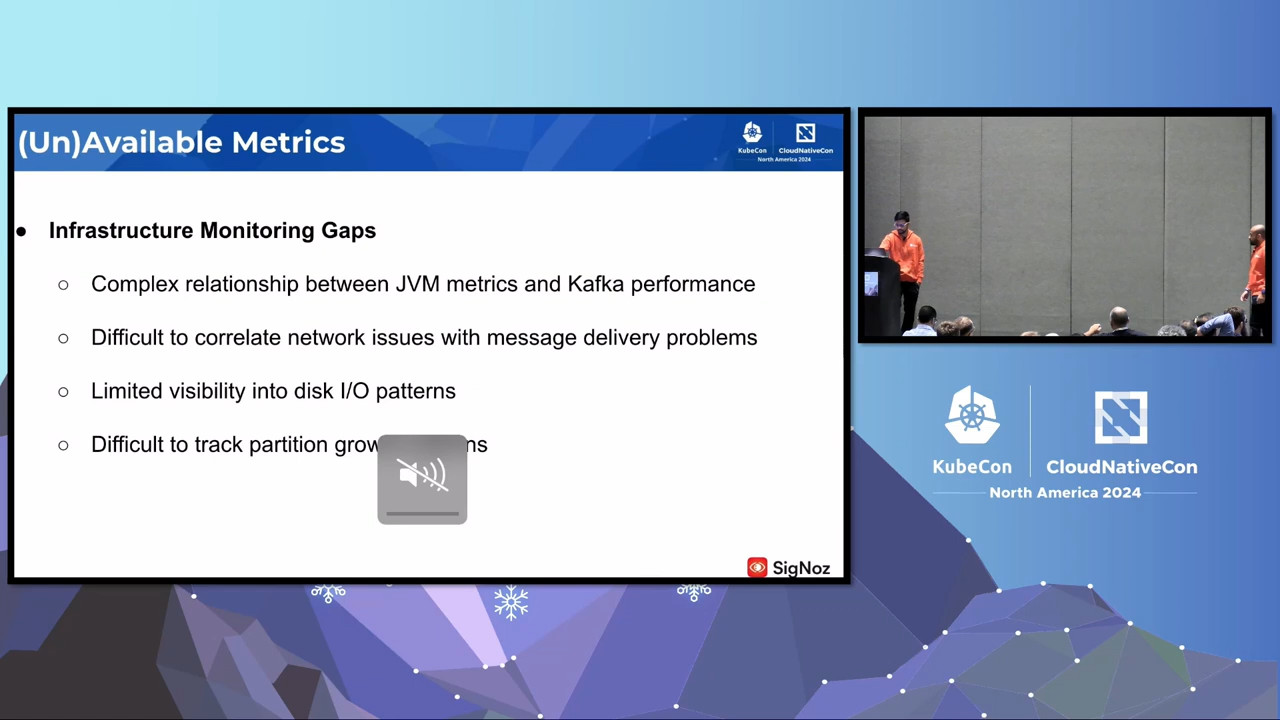 (Un)Available Metrics
KubeCon
CloudNativeCon
North America 2024
● Infrastructure Monitoring Gaps
○ Complex relationship between JVM metrics and Kafka performance
○ Difficult to correlate network issues with message delivery problems
○ Limited visibility into disk I/O patterns
○ Difficult to track partition
SigNoz
KubeCon
CloudNativeCon
North America 2024